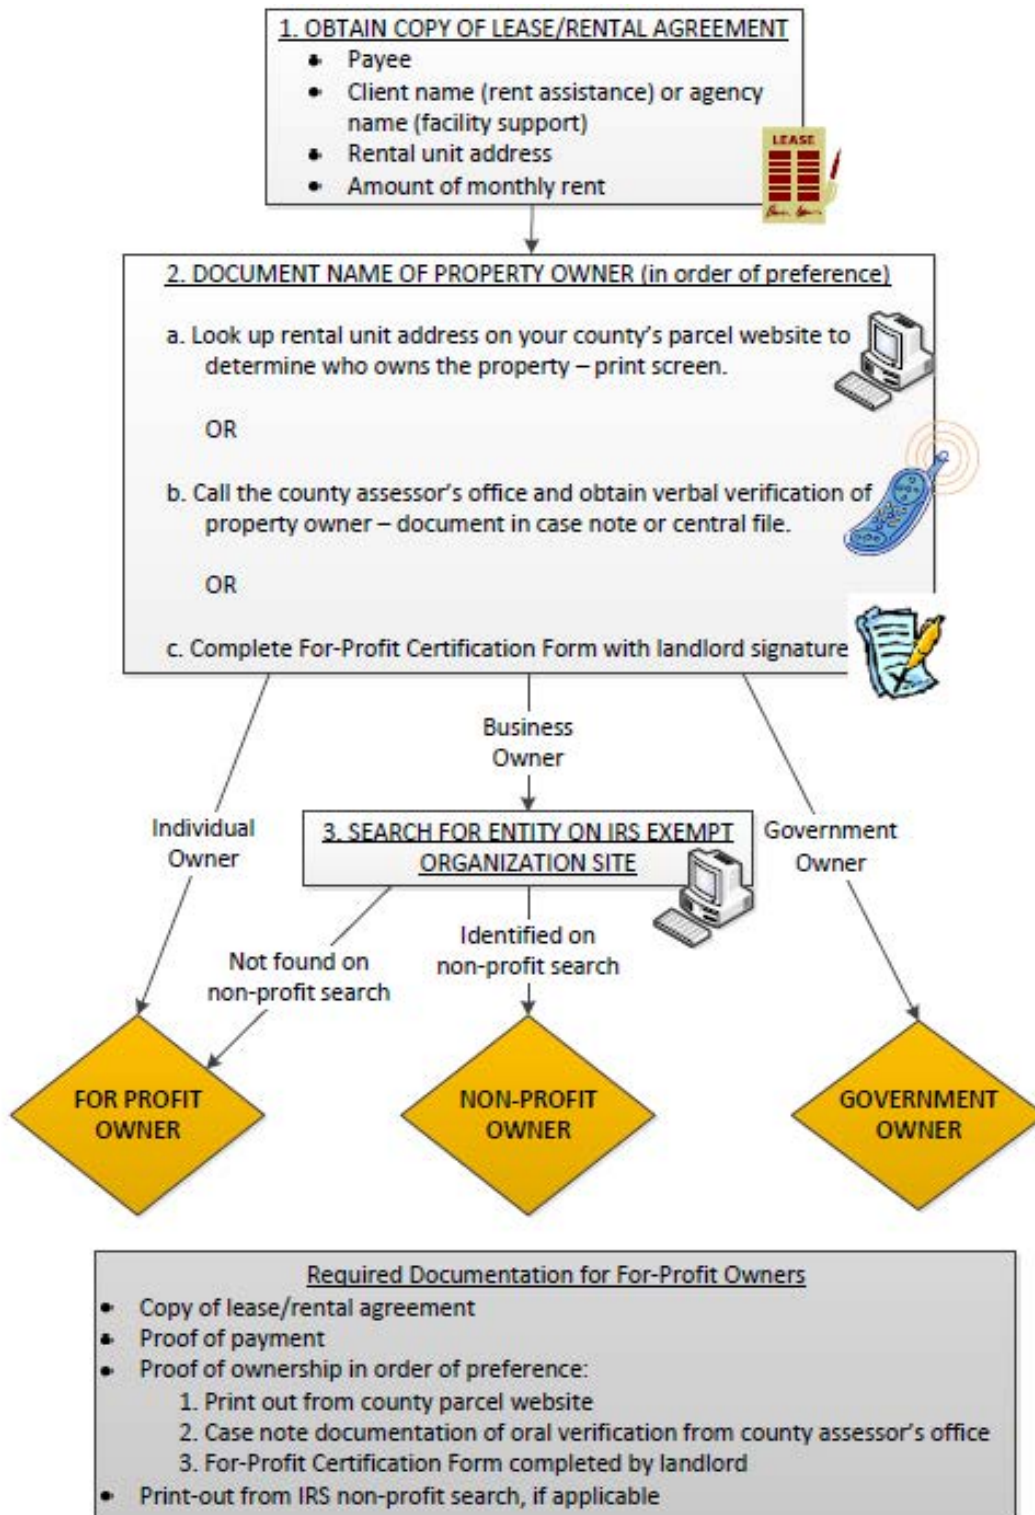 1. OBTAIN COPY OF LEASE/RENTAL AGREEMENT
• Payee
• Client name (rent assistance) or agency
name (facility support)
• Rental unit address
• Amount of monthly rent
LEASE
2. DOCUMENT NAME OF PROPERTY OWNER (in order of preference)
a. Look up rental unit address on your county's parcel website to
determine who owns the property – print screen.
OR
b. Call the county assessor's office and obtain verbal verification of
property owner – document in case note or central file.
OR
c. Complete For-Profit Certification Form with landlord signature
Business
Owner
Individual
Owner
3. SEARCH FOR ENTITY ON IRS EXEMPT
ORGANIZATION SITE
Government
Owner
Not found on
non-profit search
Identified on
non-profit search
FOR PROFIT
OWNER
NON-PROFIT
OWNER
GOVERNMENT
OWNER
Required Documentation for For-Profit Owners
• Copy of lease/rental agreement
• Proof of payment
• Proof of ownership in order of preference:
1. Print out from county parcel website
2. Case note documentation of oral verification from county assessor's office
3. For-Profit Certification Form completed by landlord
• Print-out from IRS non-profit search, if applicable